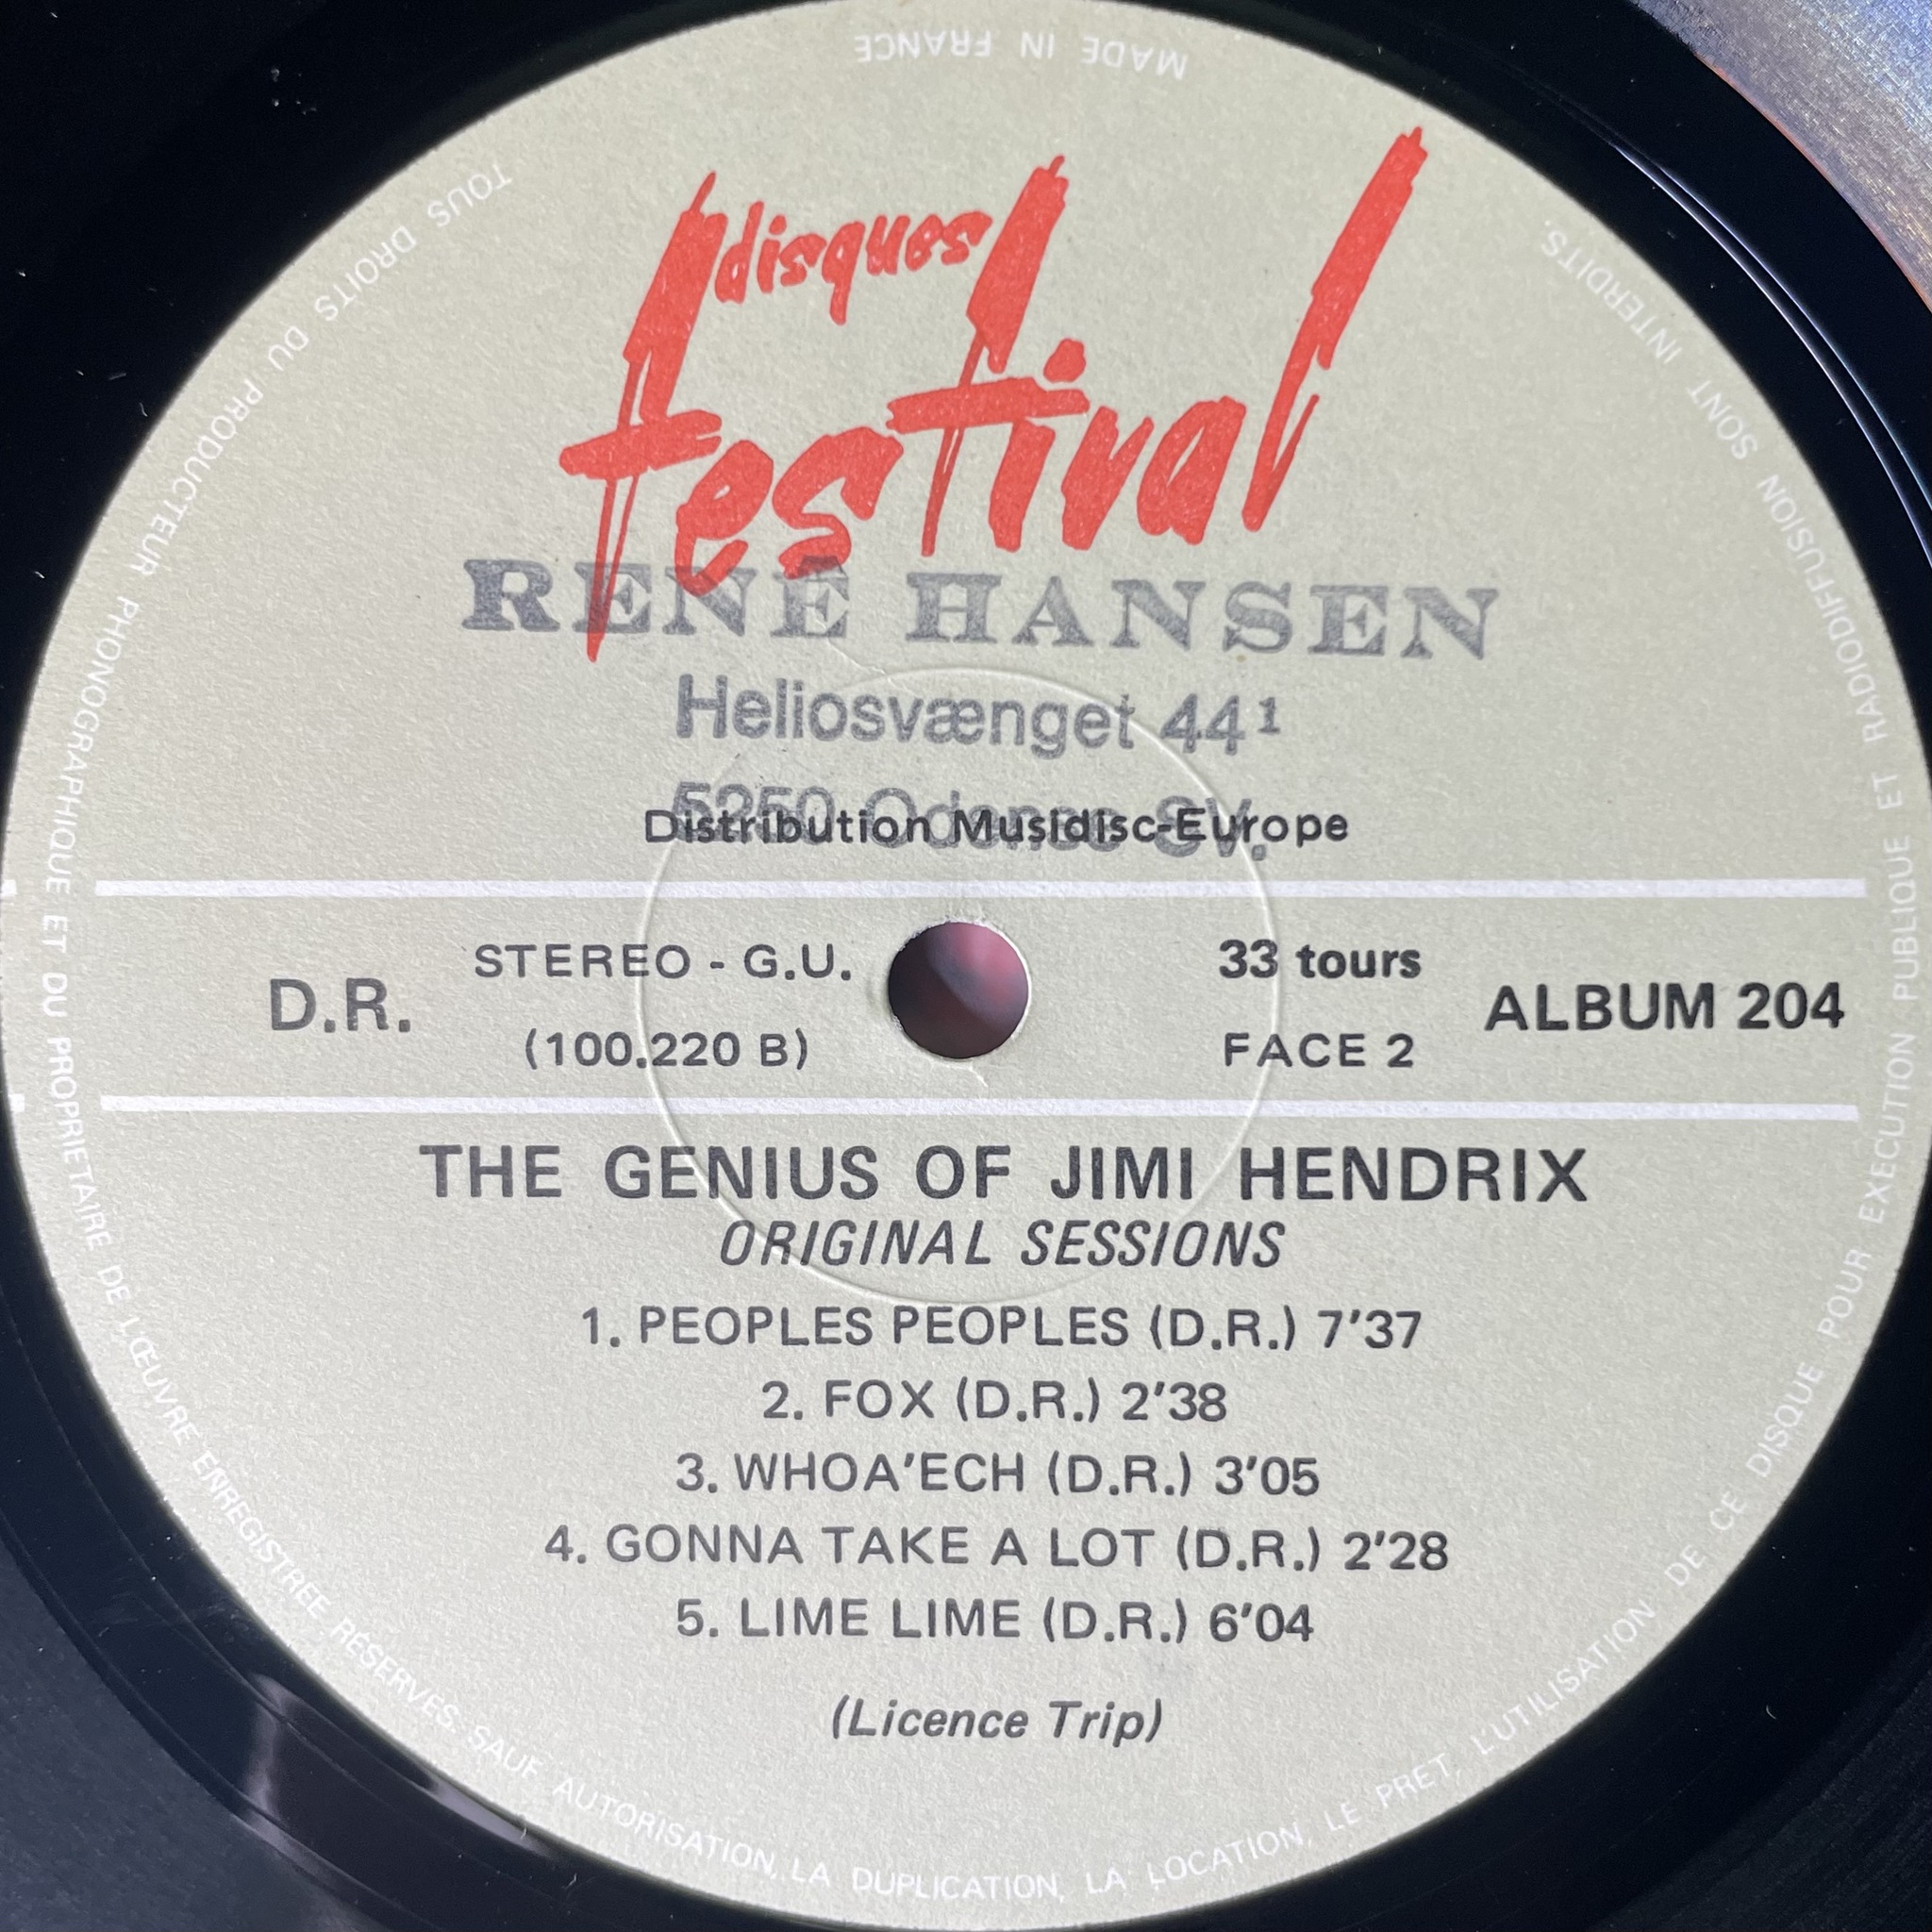 MADE IN FRANCE
disques
festival
RENÉ HANSEN
Heliosvænget 44¹
5250 Odense SV.
Distribution Musidisc-Europe
D.R.
STEREO - G.U.
(100.220 B)
33 tours
FACE 2
ALBUM 204
THE GENIUS OF JIMI HENDRIX
ORIGINAL SESSIONS
1. PEOPLES PEOPLES (D.R.) 7'37
2. FOX (D.R.) 2'38
3. WHOA'ECH (D.R.) 3'05
4. GONNA TAKE A LOT (D.R.) 2'28
5. LIME LIME (D.R.) 6'04
(Licence Trip)
TOUS DROITS DU PRODUCTEUR PHONOGRAPHIQUE ET DU PROPRIETAIRE DE L'ŒUVRE ENREGISTREE RÉSERVES. SAUF AUTORISATION, LA DUPLICATION, LA LOCATION, LE PRET, L'UTILISATION DE CE DISQUE POUR EXECUTION PUBLIQUE ET RADIODIFFUSION SONT INTERDITS.